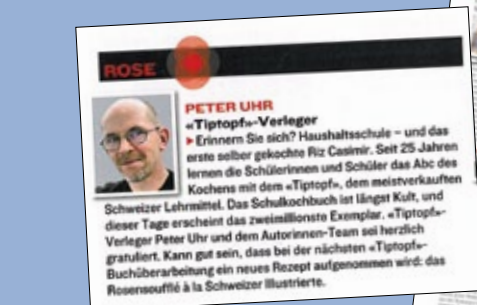 ROSE
PETER UHR
«Tiptopf»-Verleger
▶Erinnern Sie sich? Haushaltsschule – und das
erste selber gekochte Riz Casimir. Seit 25 Jahren
lernen die Schülerinnen und Schüler das Abc des
Kochens mit dem «Tiptopf», dem meistverkauften
Schweizer Lehrmittel. Das Schulkochbuch ist längst Kult, und
dieser Tage erscheint das zweimillionste Exemplar. «Tiptopf»-
Verleger Peter Uhr und dem Autorinnen-Team sei herzlich
gratuliert. Kann gut sein, dass bei der nächsten «Tiptopf»-
Buchüberarbeitung ein neues Rezept aufgenommen wird: das
Rosensoufflé à la Schweizer Illustrierte.